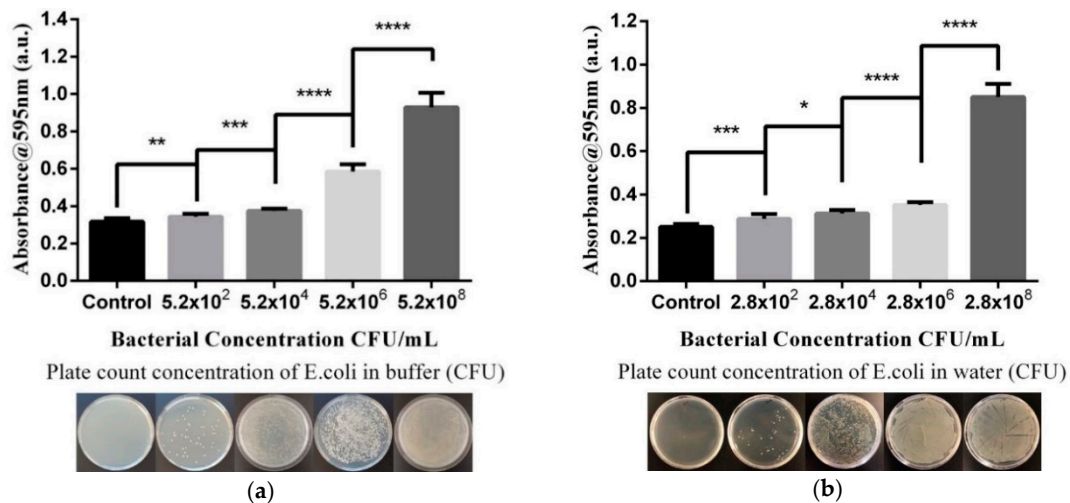 1.4
1.2
1.0
0.8
0.6
0.4
0.2
0.0
Absorbance@595nm (a.u.)
**
***
****
****
Control 5.2x10² 5.2x10⁴ 5.2x10⁶ 5.2x10⁸
Bacterial Concentration CFU/mL
Plate count concentration of E.coli in buffer (CFU)
(a)
1.2
1.0
0.8
0.6
0.4
0.2
0.0
Absorbance@595nm (a.u.)
***
*
****
****
Control 2.8x10² 2.8x10⁴ 2.8x10⁶ 2.8x10⁸
Bacterial Concentration CFU/mL
Plate count concentration of E.coli in water (CFU)
(b)